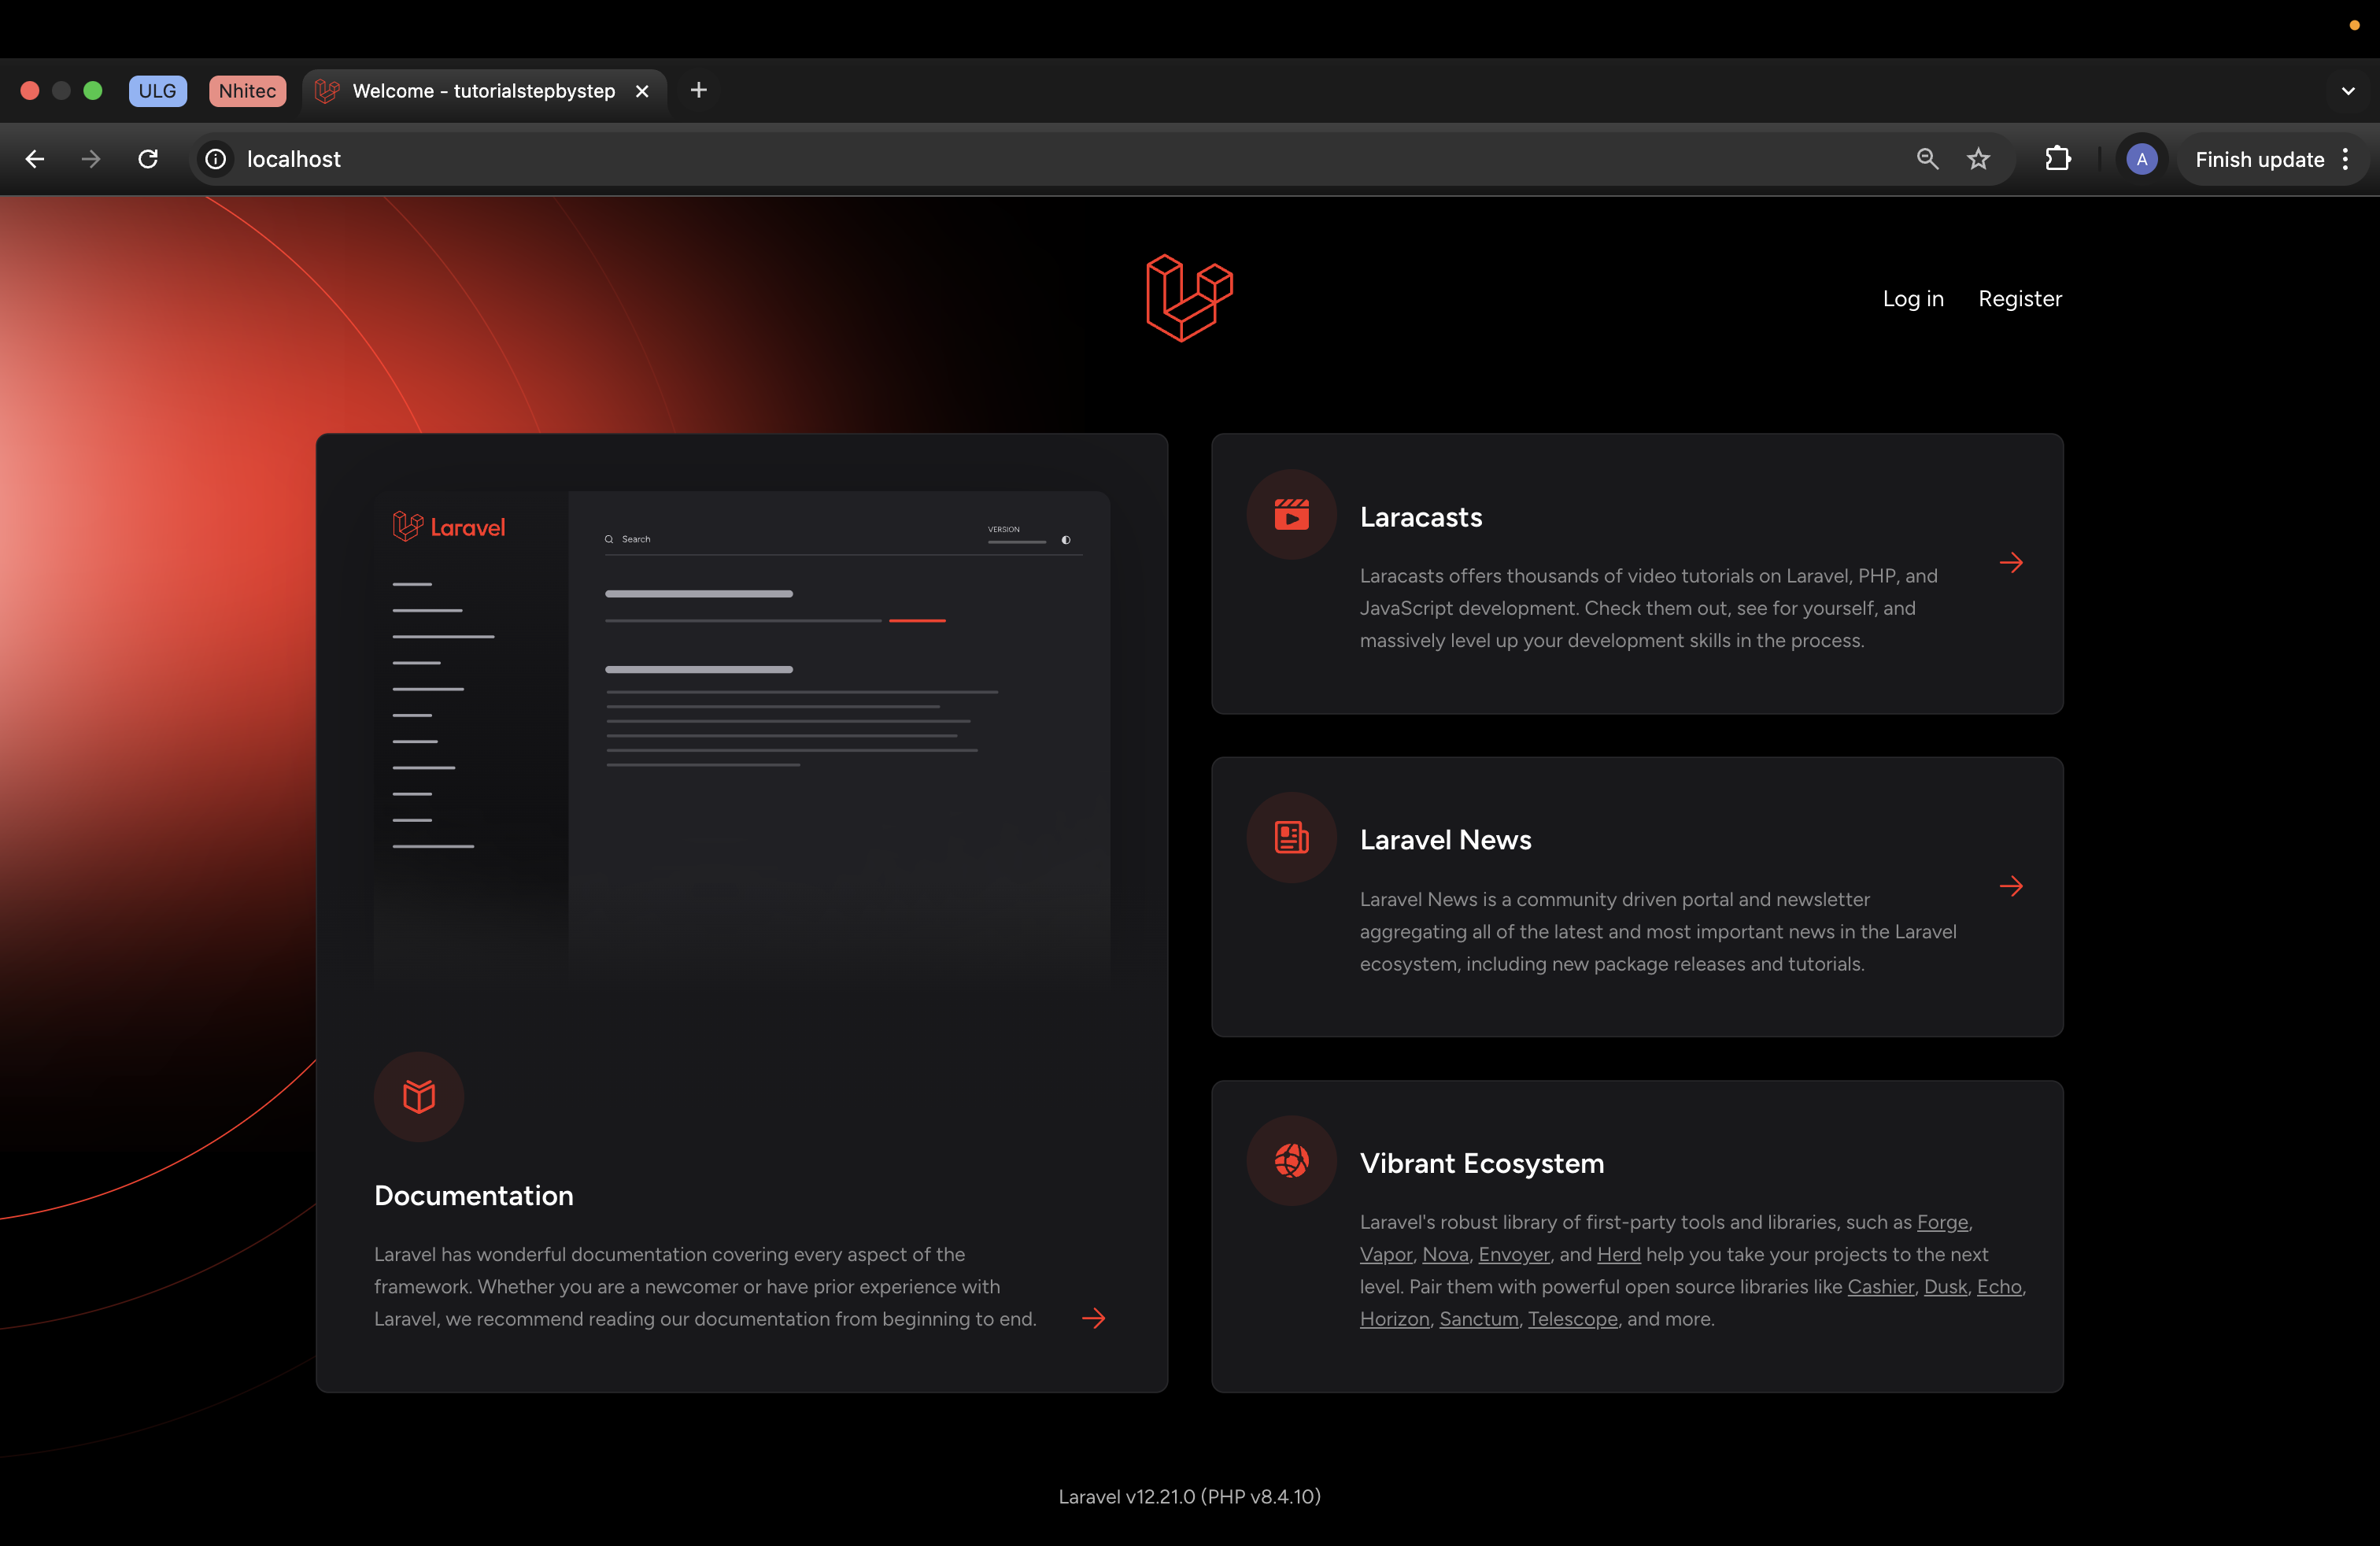 ULG
Nhitec
Welcome - tutorialstepbystep
localhost
A
Finish update
Log in
Register
Laravel
Search
VERSION
Documentation
Laravel has wonderful documentation covering every aspect of the
framework. Whether you are a newcomer or have prior experience with
Laravel, we recommend reading our documentation from beginning to end.
Laracasts
Laracasts offers thousands of video tutorials on Laravel, PHP, and
JavaScript development. Check them out, see for yourself, and
massively level up your development skills in the process.
Laravel News
Laravel News is a community driven portal and newsletter
aggregating all of the latest and most important news in the Laravel
ecosystem, including new package releases and tutorials.
Vibrant Ecosystem
Laravel's robust library of first-party tools and libraries, such as Forge,
Vapor, Nova, Envoyer, and Herd help you take your projects to the next
level. Pair them with powerful open source libraries like Cashier, Dusk, Echo,
Horizon, Sanctum, Telescope, and more.
Laravel v12.21.0 (PHP v8.4.10)